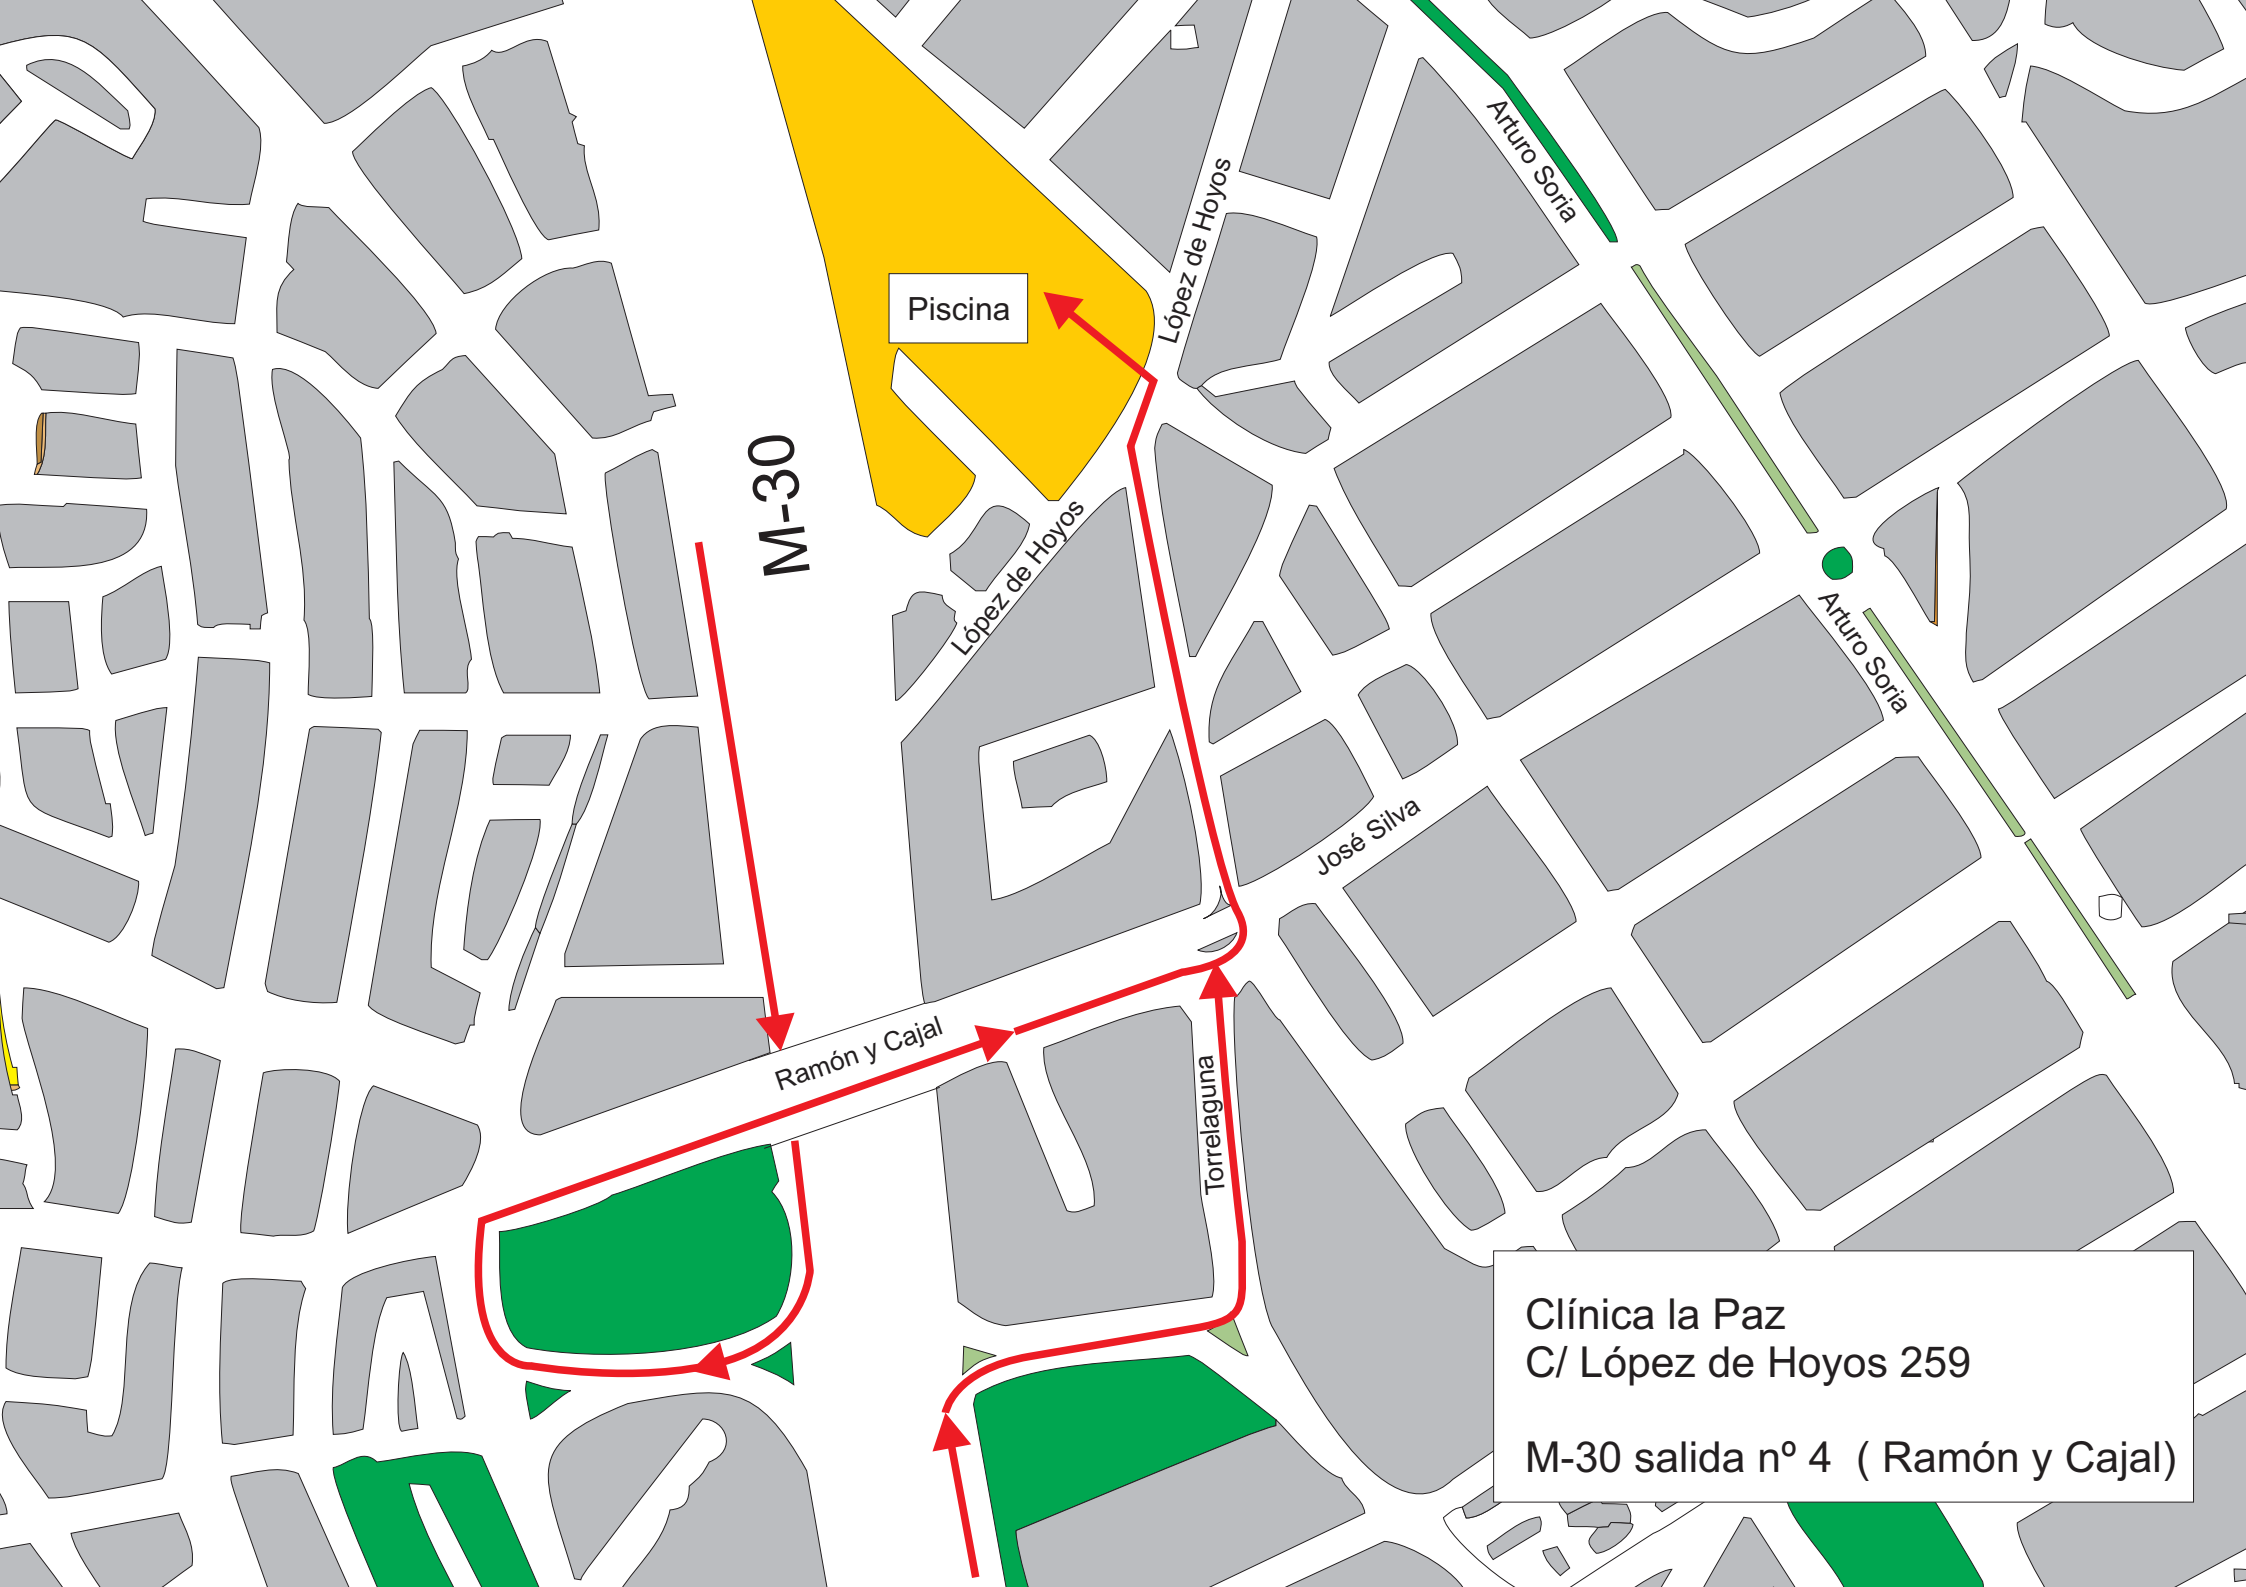 Arturo Soria
López de Hoyos
Piscina
M-30
López de Hoyos
Arturo Soria
José Silva
Ramón y Cajal
Torrelaguna
Clínica la Paz
C/ López de Hoyos 259
M-30 salida nº 4 ( Ramón y Cajal)